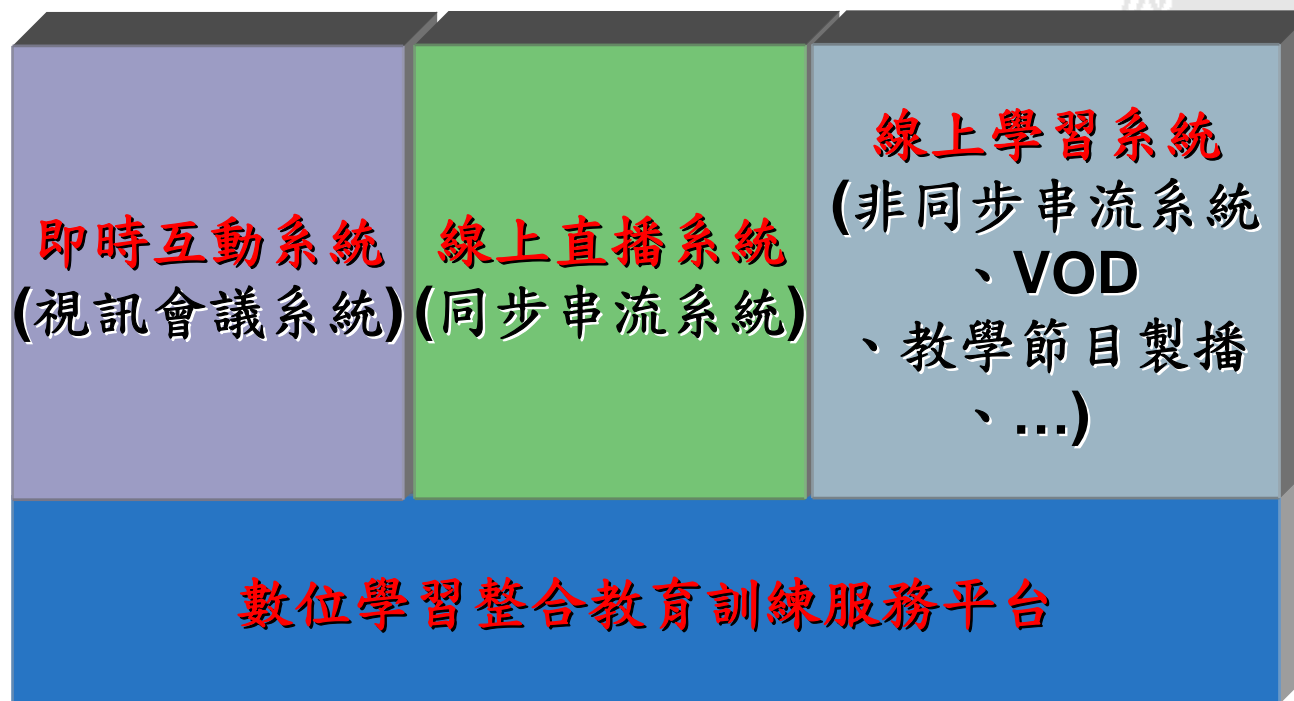 即時互動系統
(視訊會議系統)
線上直播系統
(同步串流系統)
線上學習系統
(非同步串流系統
、VOD
、教學節目製播
、…)
數位學習整合教育訓練服務平台